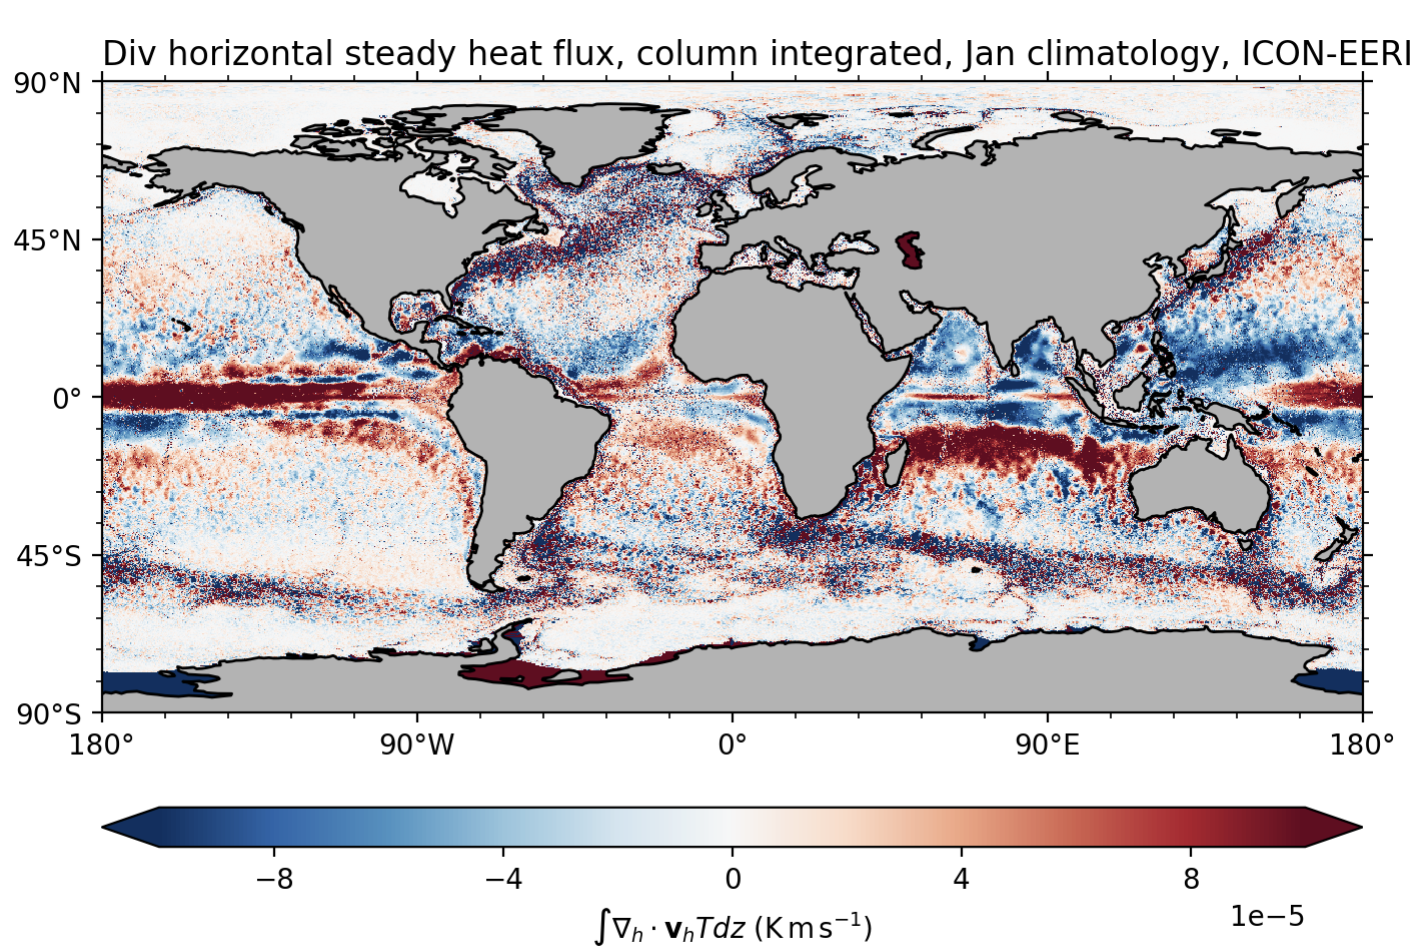 Div horizontal steady heat flux, column integrated, Jan climatology, ICON-EERI
90°N
45°N
0°
45°S
90°S
180° 90°W 0° 90°E 180°
−8 −4 0 4 8
1e−5
∫∇ₕ · vₕTdz (K m s⁻¹)